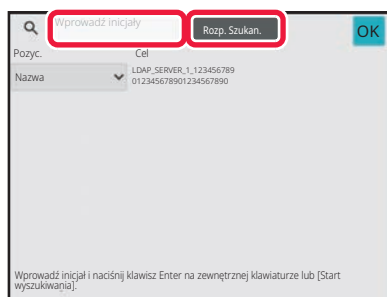 Wprowadź inicjały
Rozp. Szukan.
OK
Pozyc.
Cel
Nazwa
LDAP_SERVER_1_123456789
012345678901234567890
Wprowadź inicjał i naciśnij klawisz Enter na zewnętrznej klawiaturze lub [Start
wyszukiwania].